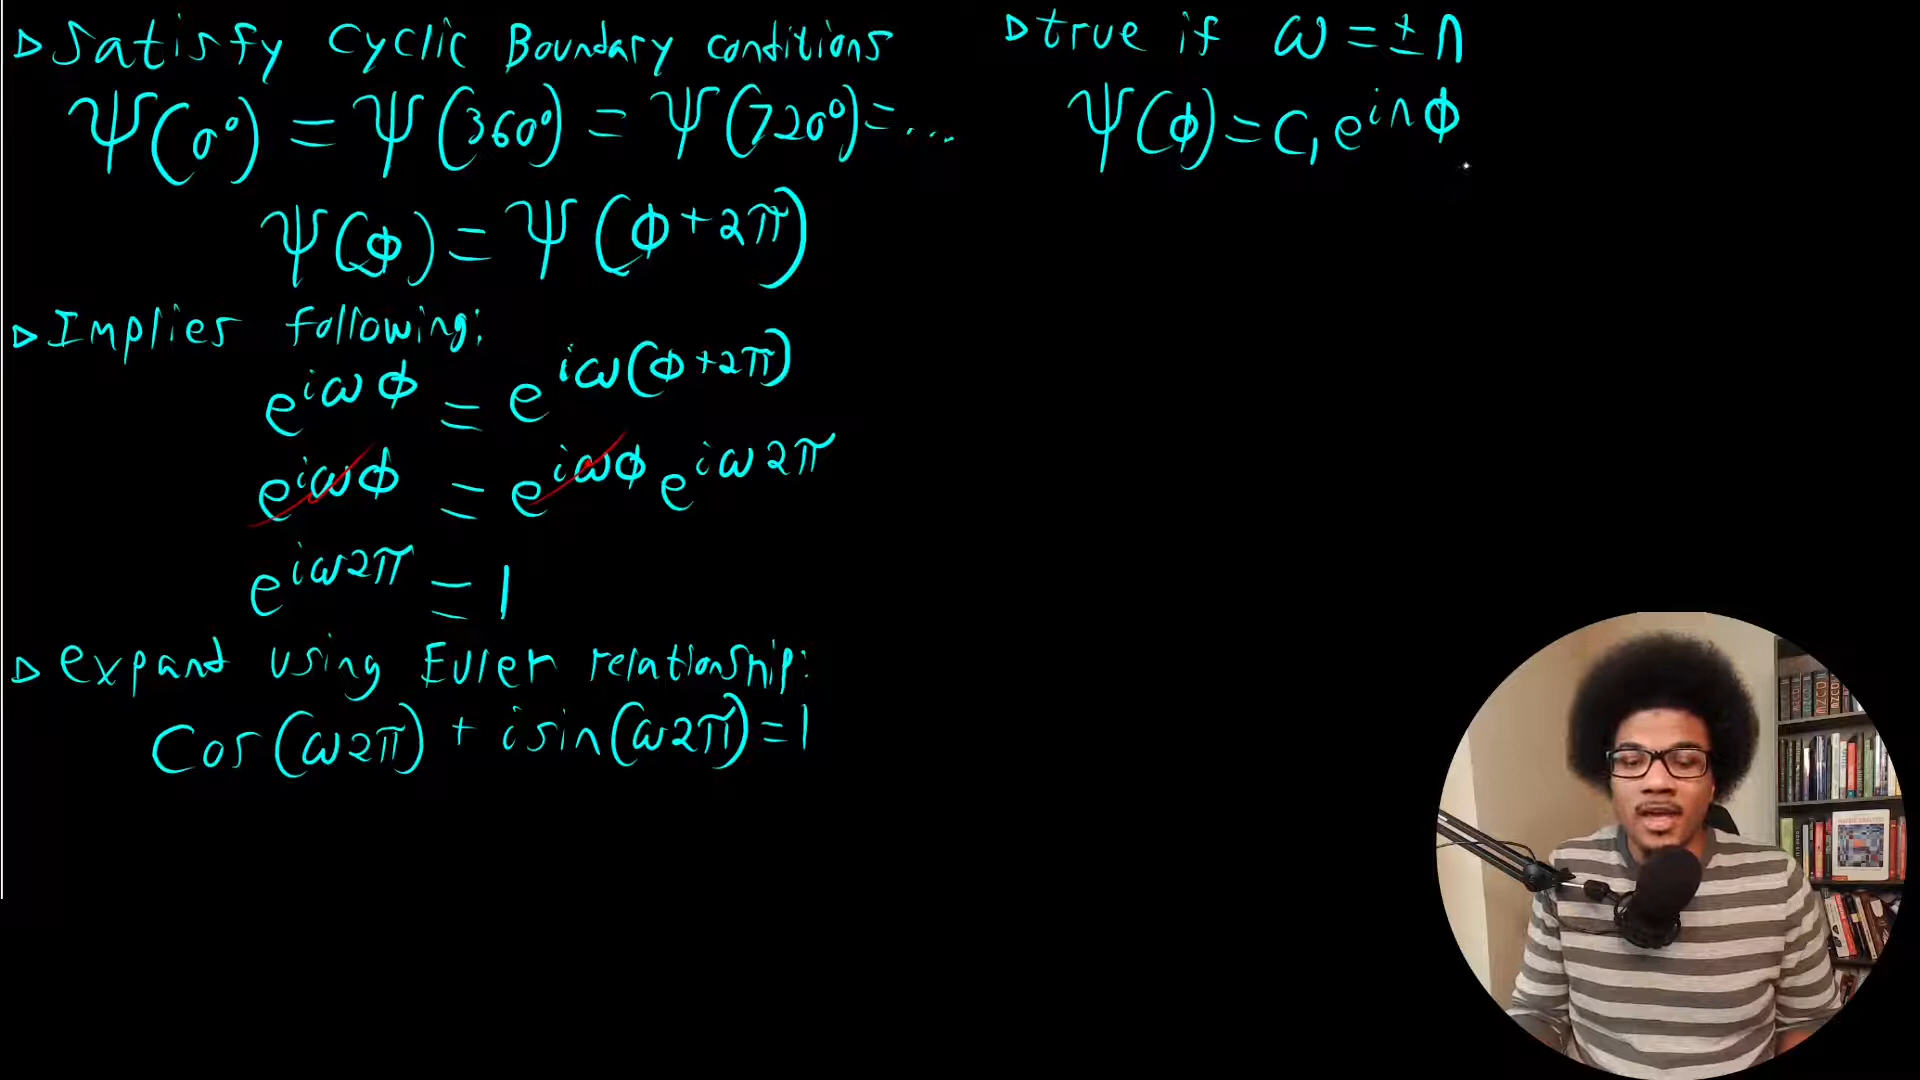 ▷ Satisfy Cyclic Boundary conditions
Ψ(0°) = Ψ(360°) = Ψ(720°) = ...
Ψ(ϕ) = Ψ(ϕ+2π)
▷ Implies following:
e^{iωϕ} = e^{iω(ϕ+2π)}
e^{iωϕ} = e^{iωϕ} e^{iω2π}
e^{iω2π} = 1
▷ expand using Euler relationship:
Cos(ω2π) + i sin(ω2π) = 1
▷ true if ω = ± n
Ψ(ϕ) = C₁e^{inϕ}